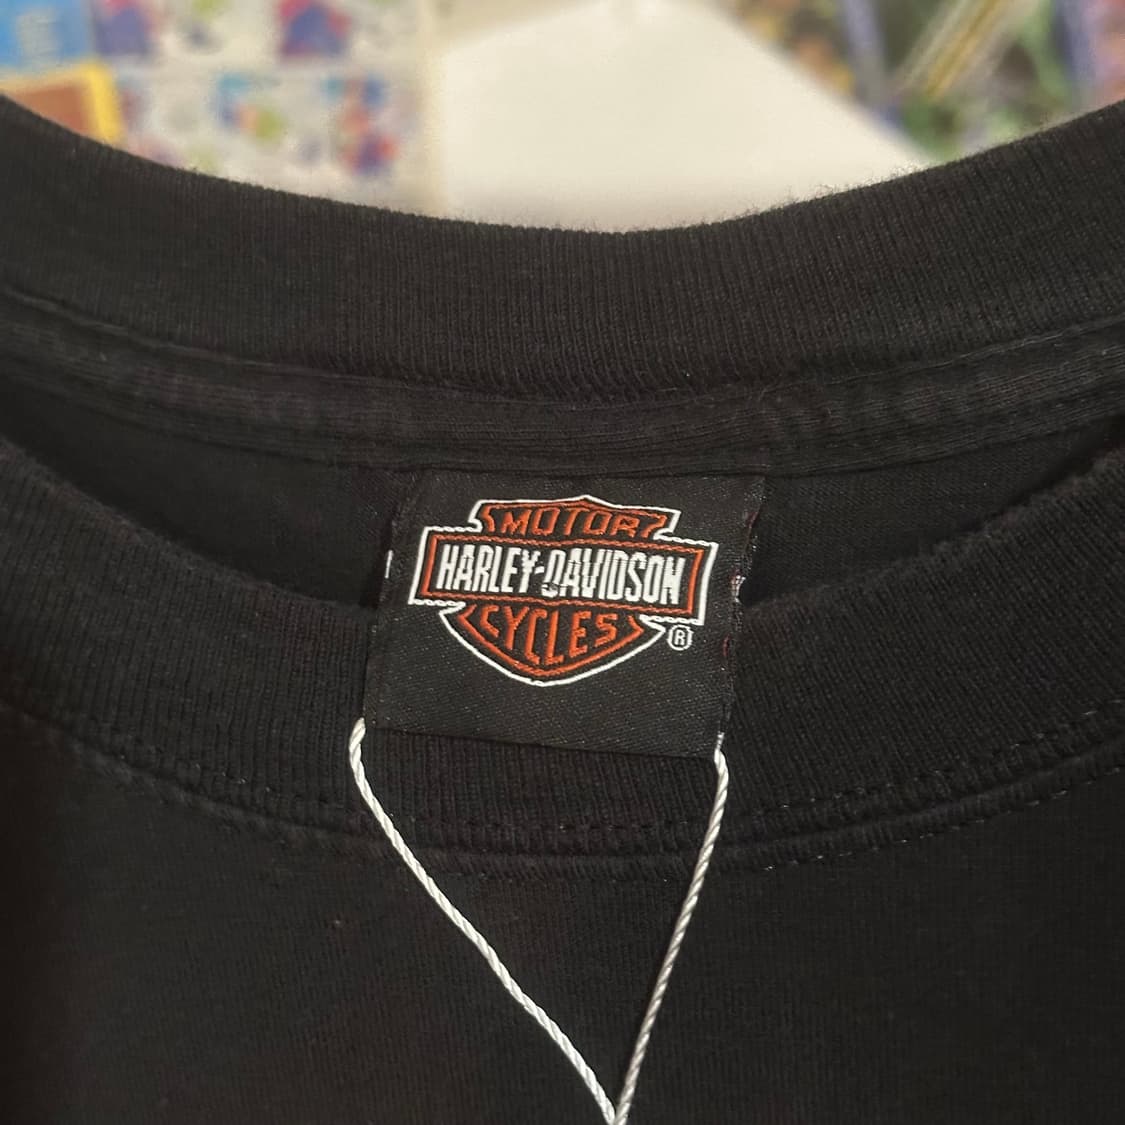 MOTOR
HARLEY-DAVIDSON
CYCLES
®